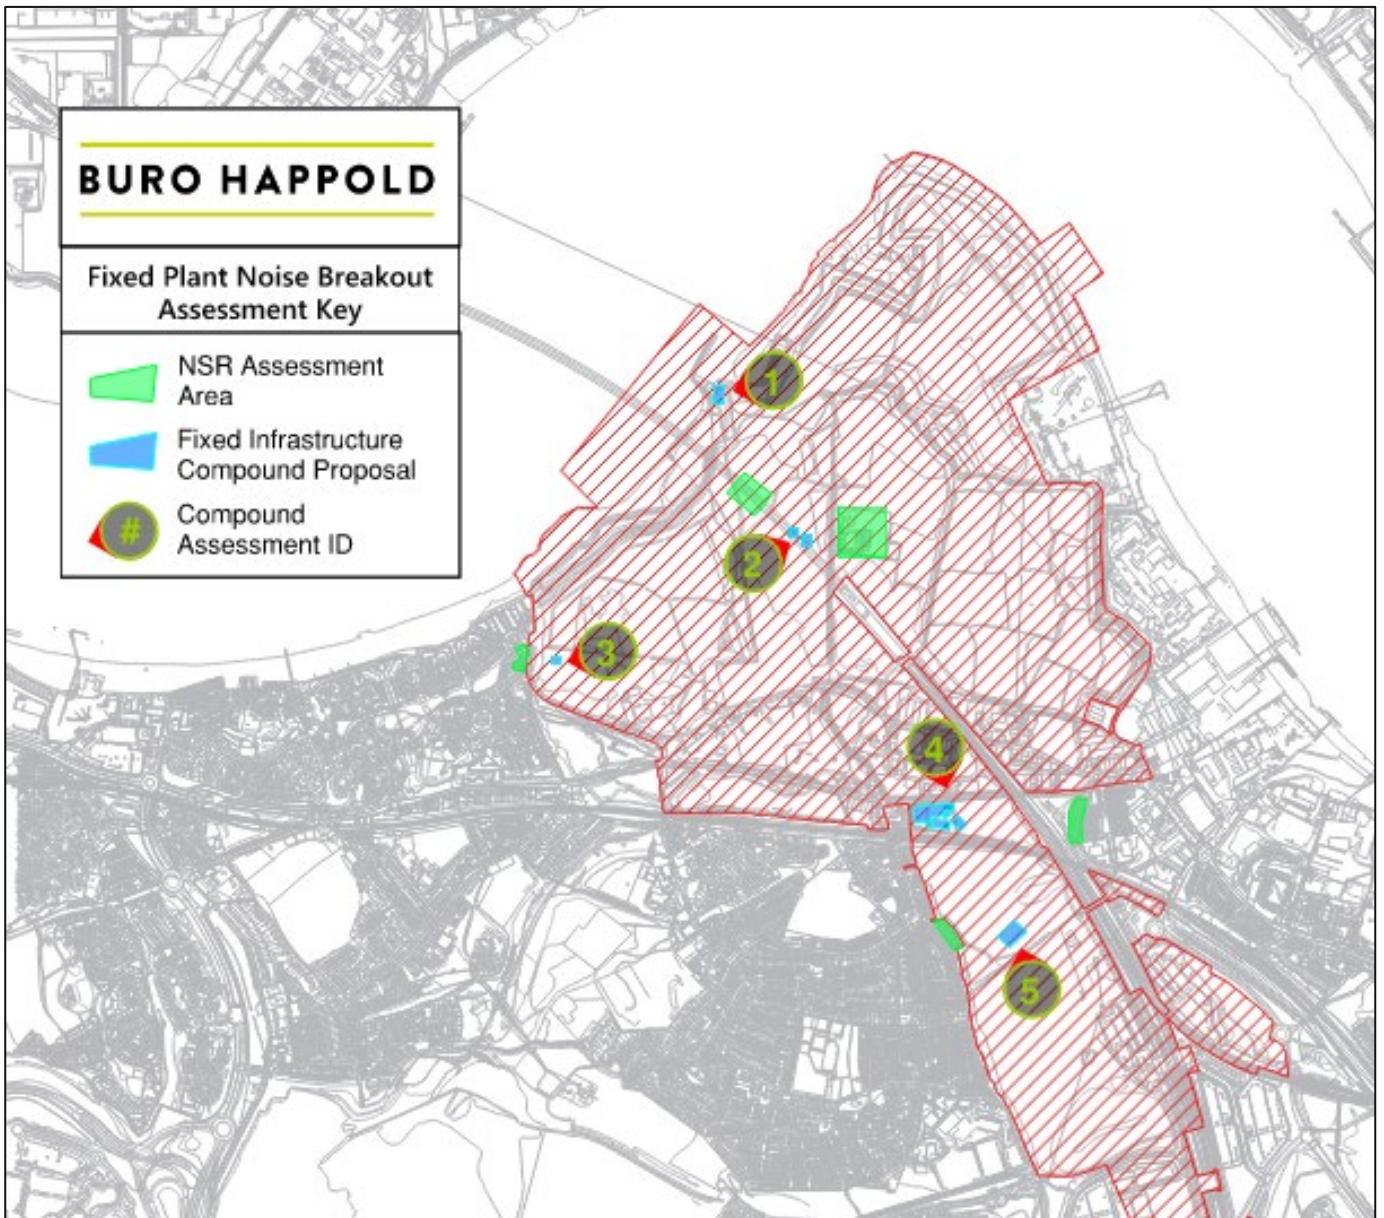 BURO HAPPOLD
Fixed Plant Noise Breakout
Assessment Key
NSR Assessment
Area
Fixed Infrastructure
Compound Proposal
#
Compound
Assessment ID
1
2
3
4
5